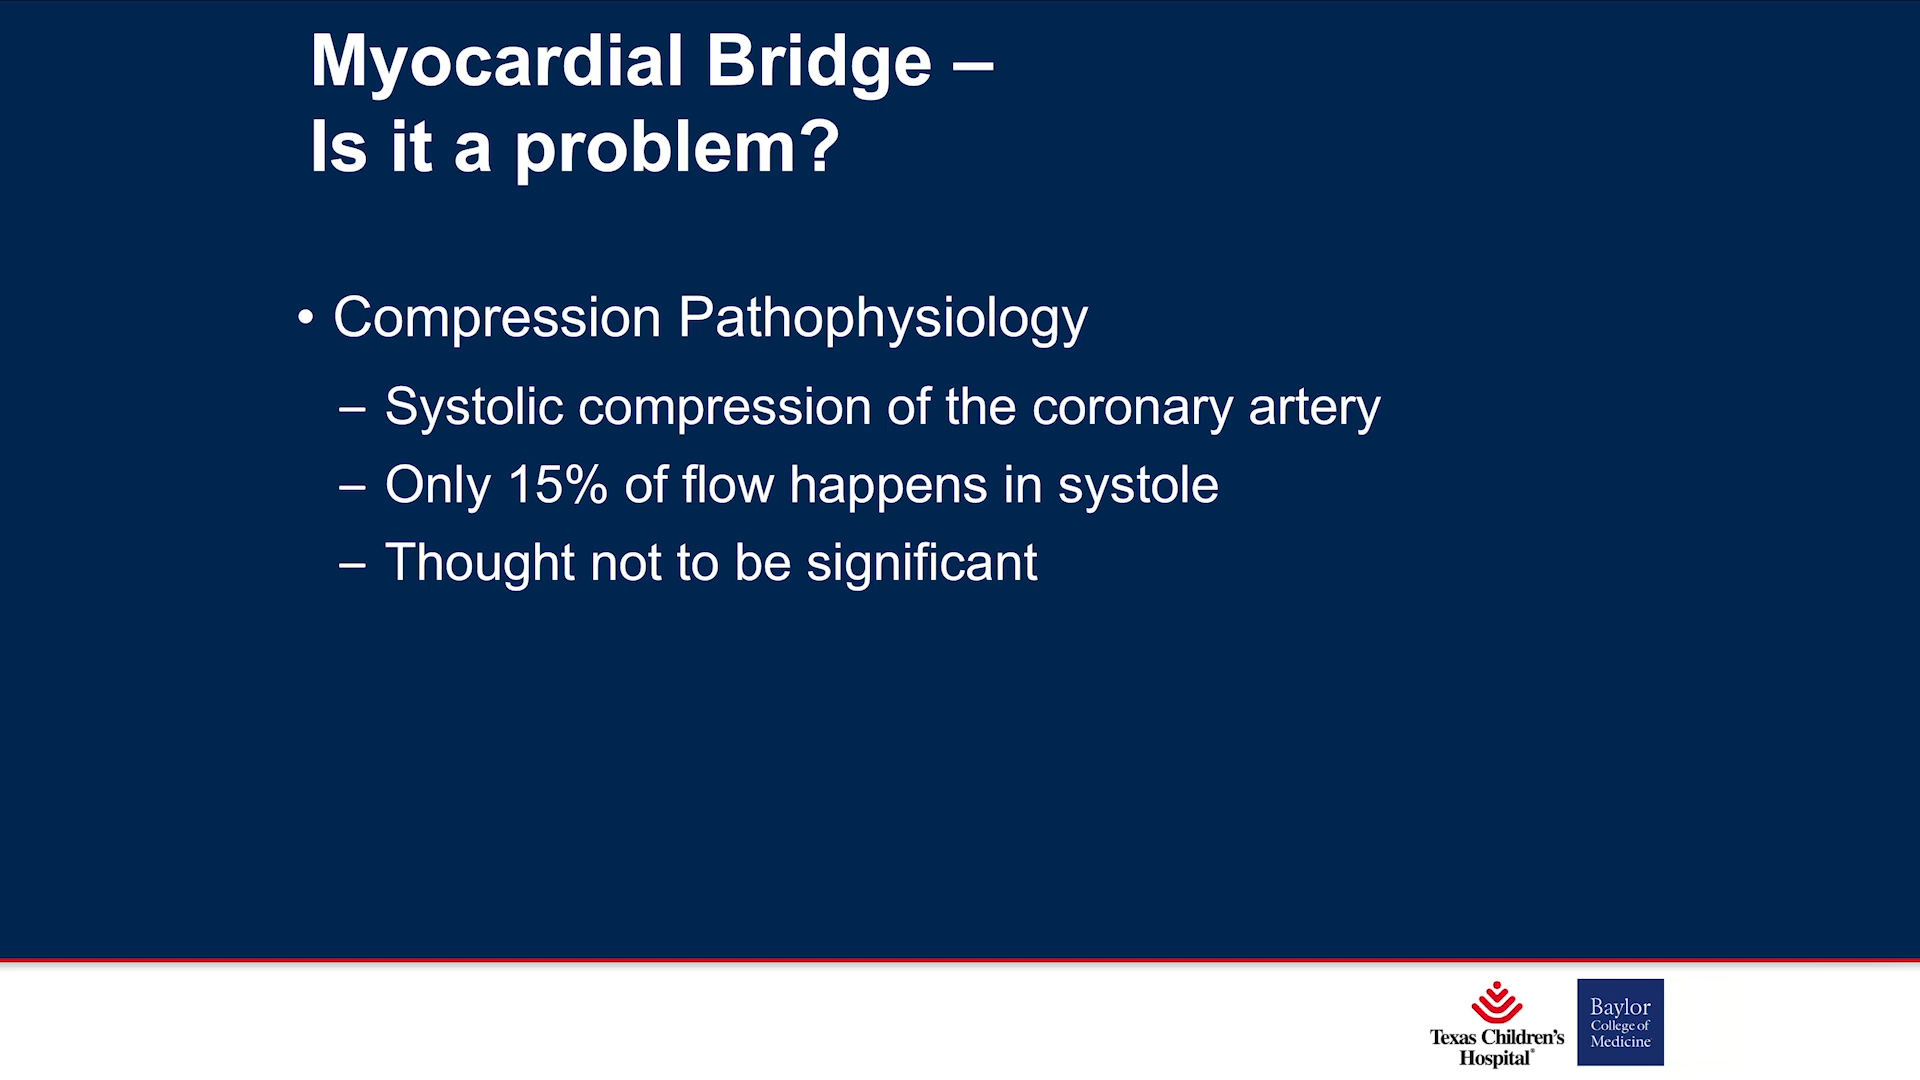 Myocardial Bridge –
Is it a problem?
• Compression Pathophysiology
– Systolic compression of the coronary artery
– Only 15% of flow happens in systole
– Thought not to be significant
Texas Children's
Hospital®
Baylor
College of
Medicine